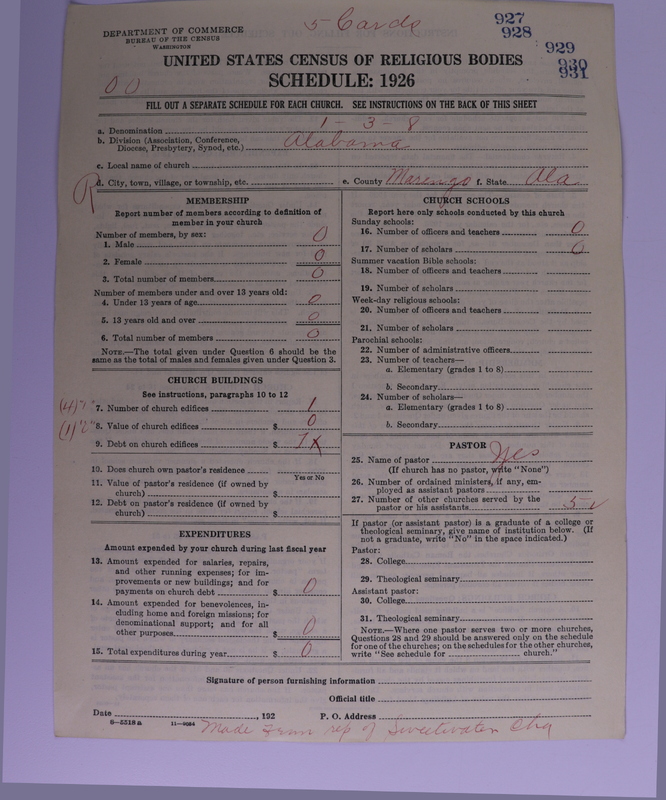 5 Cards
927
928
929
930
931
DEPARTMENT OF COMMERCE
BUREAU OF THE CENSUS
WASHINGTON
UNITED STATES CENSUS OF RELIGIOUS BODIES
SCHEDULE: 1926
00
FILL OUT A SEPARATE SCHEDULE FOR EACH CHURCH. SEE INSTRUCTIONS ON THE BACK OF THIS SHEET
a. Denomination 1-3-8
b. Division (Association, Conference, Diocese, Presbytery, Synod, etc.) Alabama
c. Local name of church
R
d. City, town, village, or township, etc. e. County Marengo f. State Ala
MEMBERSHIP
Report number of members according to definition of
member in your church
Number of members, by sex:
1. Male 0
2. Female 0
3. Total number of members 0
Number of members under and over 13 years old:
4. Under 13 years of age 0
5. 13 years old and over 0
6. Total number of members 0
NOTE.—The total given under Question 6 should be the
same as the total of males and females given under Question 3.
CHURCH BUILDINGS
See instructions, paragraphs 10 to 12
7. Number of church edifices 1
8. Value of church edifices $ 0
9. Debt on church edifices $ 1x
10. Does church own pastor's residence
Yes or No
11. Value of pastor's residence (if owned by
church) $
12. Debt on pastor's residence (if owned by
church) $
EXPENDITURES
Amount expended by your church during last fiscal year
13. Amount expended for salaries, repairs,
and other running expenses; for im-
provements or new buildings; and for
payments on church debt $ 0
14. Amount expended for benevolences, in-
cluding home and foreign missions; for
denominational support; and for all
other purposes $ 0
15. Total expenditures during year $ 0
CHURCH SCHOOLS
Report here only schools conducted by this church
Sunday schools:
16. Number of officers and teachers 0
17. Number of scholars 0
Summer vacation Bible schools:
18. Number of officers and teachers
19. Number of scholars
Week-day religious schools:
20. Number of officers and teachers
21. Number of scholars
Parochial schools:
22. Number of administrative officers
23. Number of teachers—
a. Elementary (grades 1 to 8)
b. Secondary
24. Number of scholars—
a. Elementary (grades 1 to 8)
b. Secondary
PASTOR
25. Name of pastor Yes
(If church has no pastor, write "None")
26. Number of ordained ministers, if any, em-
ployed as assistant pastors
27. Number of other churches served by the
pastor or his assistants 5 ✓
If pastor (or assistant pastor) is a graduate of a college or
theological seminary, give name of institution below. (If
not a graduate, write "No" in the space indicated.)
Pastor:
28. College
29. Theological seminary
Assistant pastor:
30. College
31. Theological seminary
NOTE.—Where one pastor serves two or more churches,
Questions 28 and 29 should be answered only on the schedule
for one of the churches; on the schedules for the other churches,
write "See schedule for church."
Signature of person furnishing information
Official title
Date , 192 P. O. Address
8-5518a 11-9054
Made from rep of Sweetwater Chg